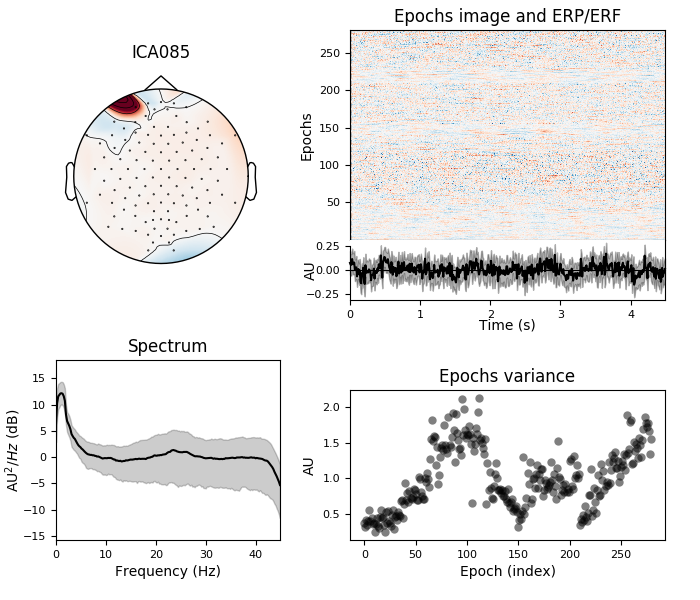 ICA085
Epochs image and ERP/ERF
Epochs
250
200
150
100
50
AU
0.25
0.00
−0.25
0 1 2 3 4
Time (s)
Spectrum
AU²/Hz (dB)
15
10
5
0
−5
−10
−15
0 10 20 30 40
Frequency (Hz)
Epochs variance
AU
2.0
1.5
1.0
0.5
0 50 100 150 200 250
Epoch (index)